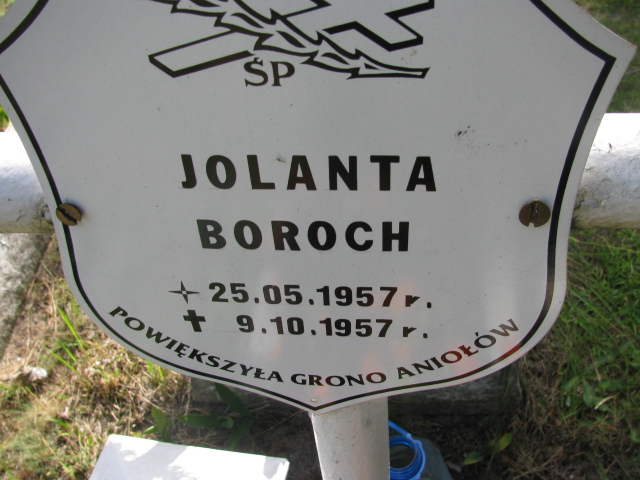 ŚP
JOLANTA
BOROCH
25.05.1957 r.
9.10.1957 r.
POWIĘKSZYŁA GRONO ANIOŁÓW